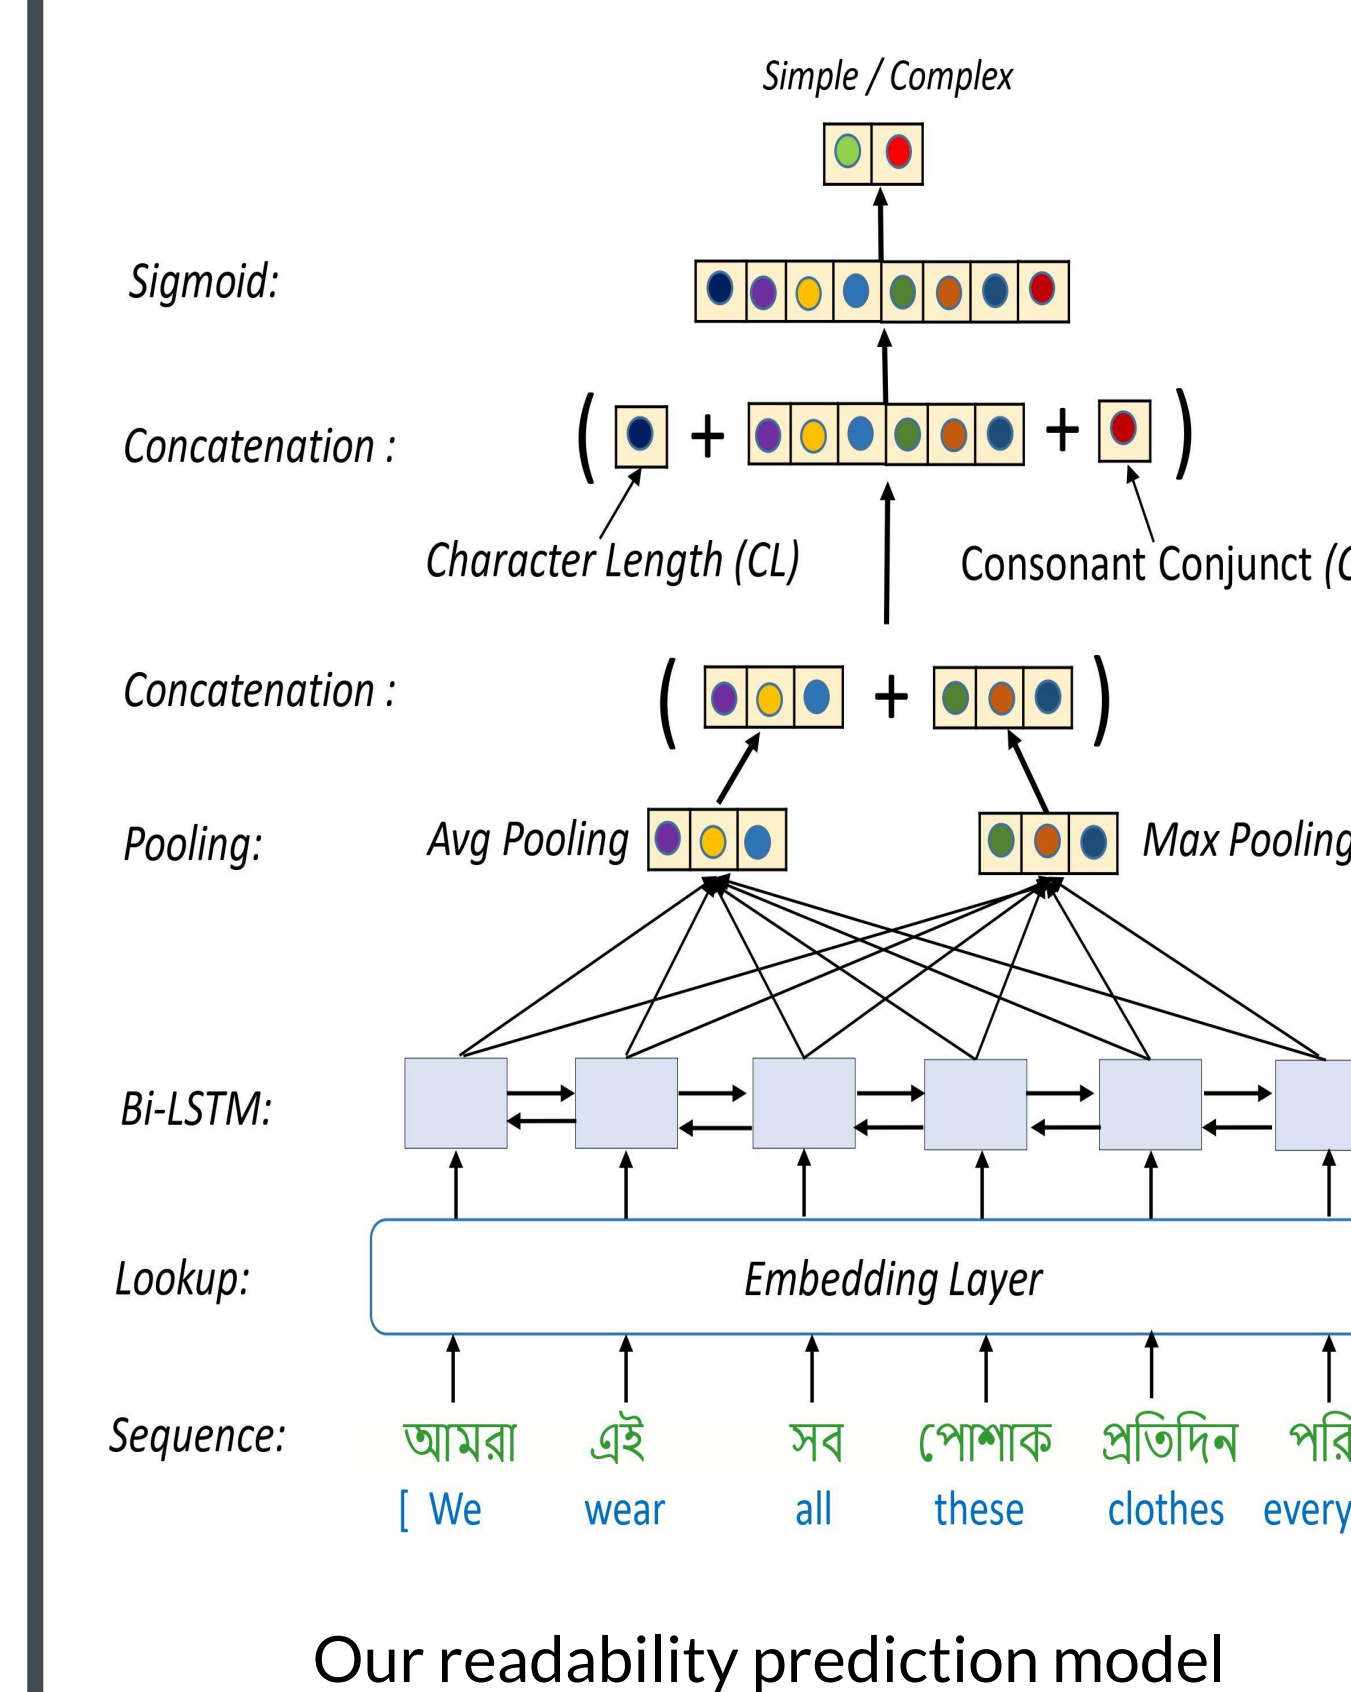 Simple / Complex
Sigmoid:
Concatenation :
( + + )
Character Length (CL) Consonant Conjunct (
Concatenation :
( + )
Pooling: Avg Pooling Max Pooling
Bi-LSTM:
Lookup: Embedding Layer
Sequence: আমরা এই সব পোশাক প্রতিদিন
[ We wear all these clothes every
Our readability prediction model